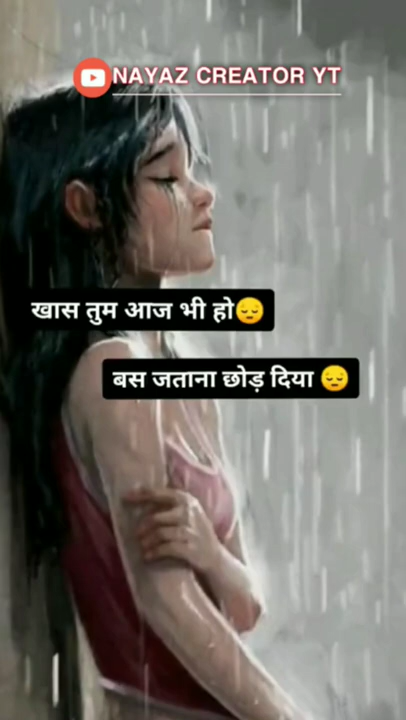 NAYAZ CREATOR YT
खास तुम आज भी हो😔
बस जताना छोड़ दिया 😔